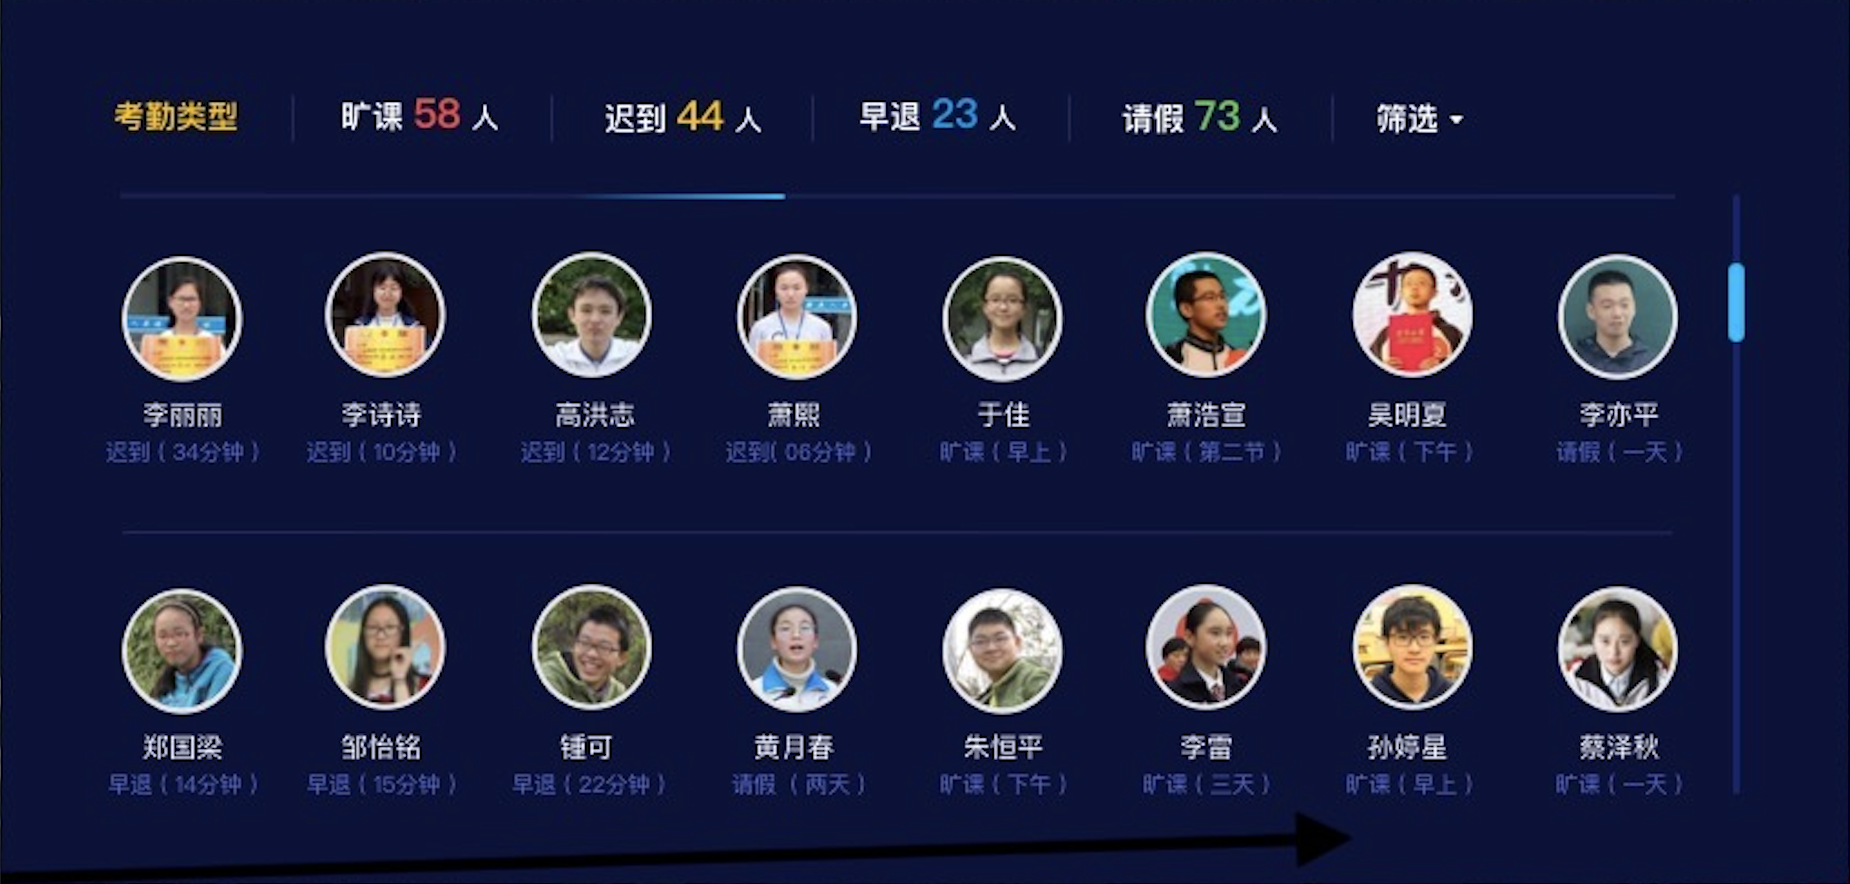 考勤类型 旷课 58 人 迟到 44 人 早退 23 人 请假 73 人 筛选
李丽丽 李诗诗 高洪志 萧熙 于佳 萧浩宣 吴明夏 李亦平
迟到（34分钟） 迟到（10分钟） 迟到（12分钟） 迟到( 06分钟） 旷课（早上） 旷课（第二节） 旷课（下午） 请假（一天）
郑国梁 邹怡铭 锺可 黄月春 朱恒平 李雷 孙婷星 蔡泽秋
早退（14分钟） 早退（15分钟） 早退（22分钟） 请假 （两天） 旷课（下午） 旷课（三天） 旷课（早上） 旷课（一天）